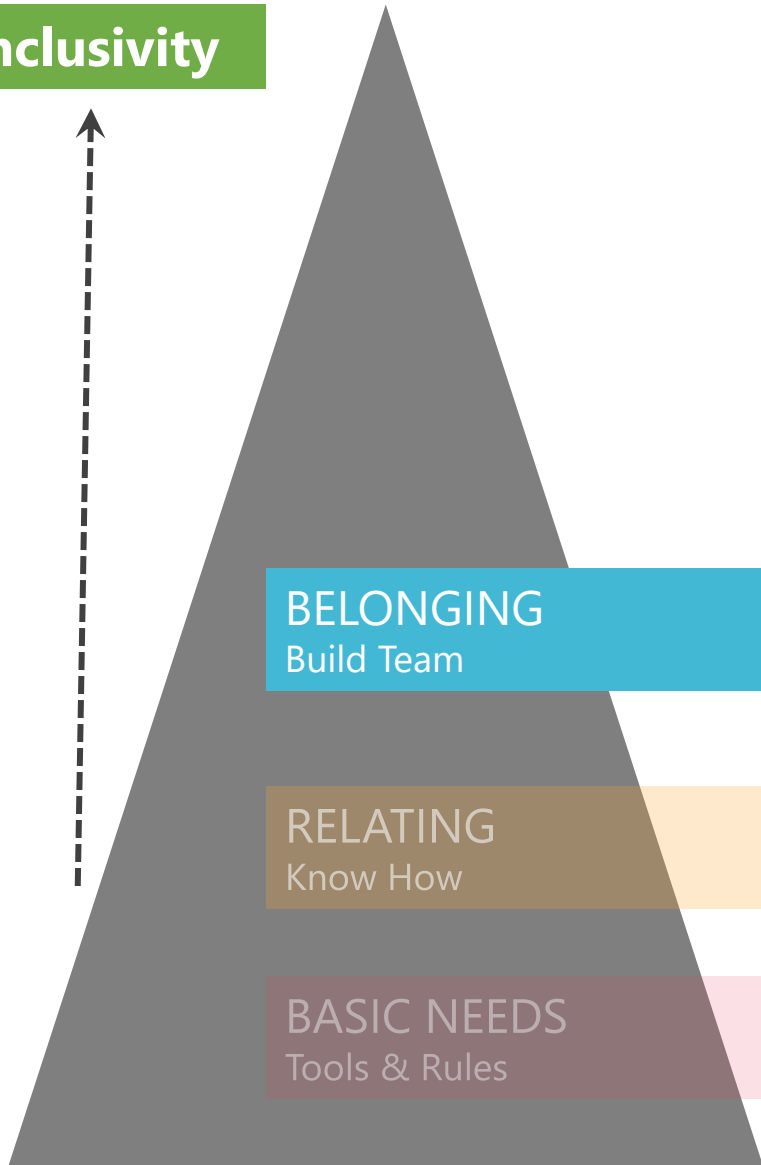 nclusivity
BELONGING
Build Team
RELATING
Know How
BASIC NEEDS
Tools & Rules